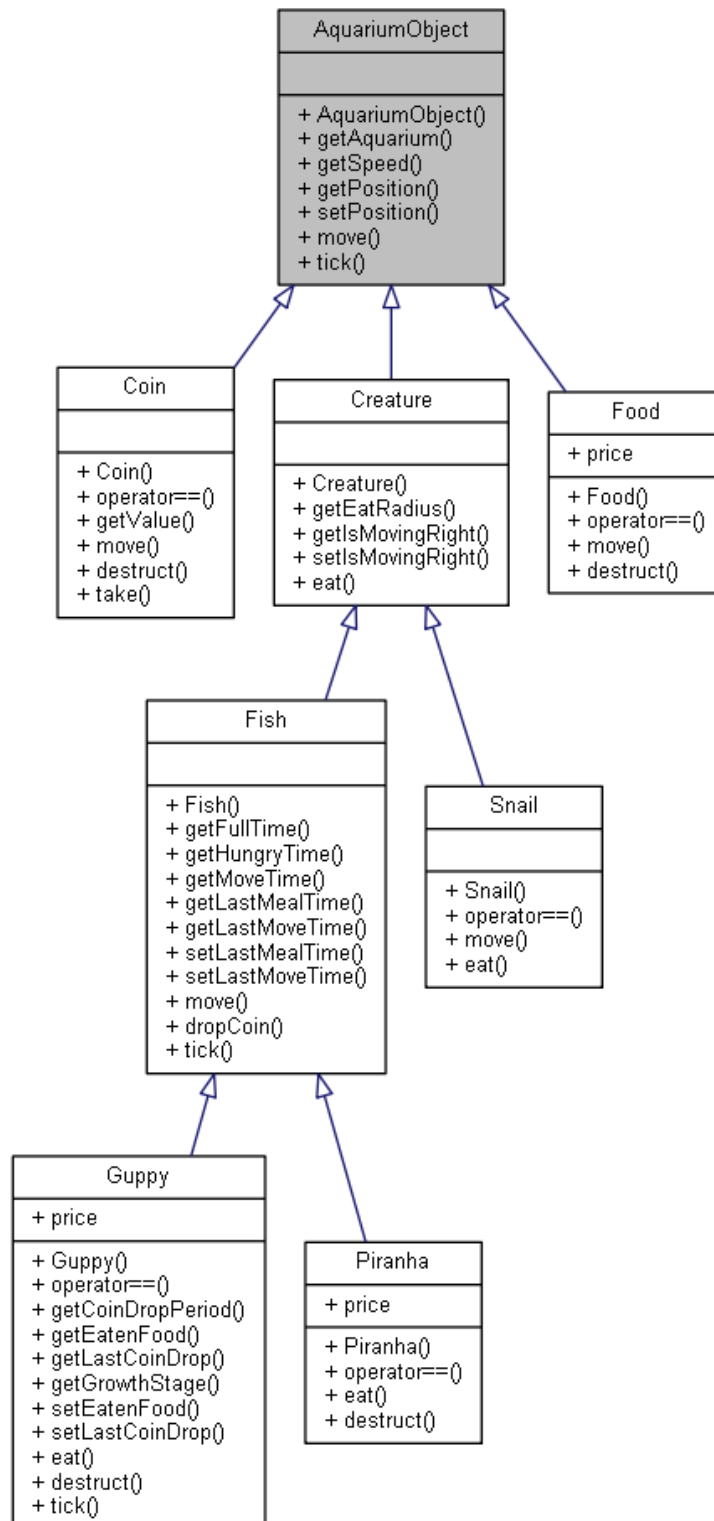 AquariumObject
+ AquariumObject()
+ getAquarium()
+ getSpeed()
+ getPosition()
+ setPosition()
+ move()
+ tick()
Coin
+ Coin()
+ operator==()
+ getValue()
+ move()
+ destruct()
+ take()
Creature
+ Creature()
+ getEatRadius()
+ getIsMovingRight()
+ setIsMovingRight()
+ eat()
Food
+ price
+ Food()
+ operator==()
+ move()
+ destruct()
Fish
+ Fish()
+ getFullTime()
+ getHungryTime()
+ getMoveTime()
+ getLastMealTime()
+ getLastMoveTime()
+ setLastMealTime()
+ setLastMoveTime()
+ move()
+ dropCoin()
+ tick()
Snail
+ Snail()
+ operator==()
+ move()
+ eat()
Guppy
+ price
+ Guppy()
+ operator==()
+ getCoinDropPeriod()
+ getEatenFood()
+ getLastCoinDrop()
+ getGrowthStage()
+ setEatenFood()
+ setLastCoinDrop()
+ eat()
+ destruct()
+ tick()
Piranha
+ price
+ Piranha()
+ operator==()
+ eat()
+ destruct()